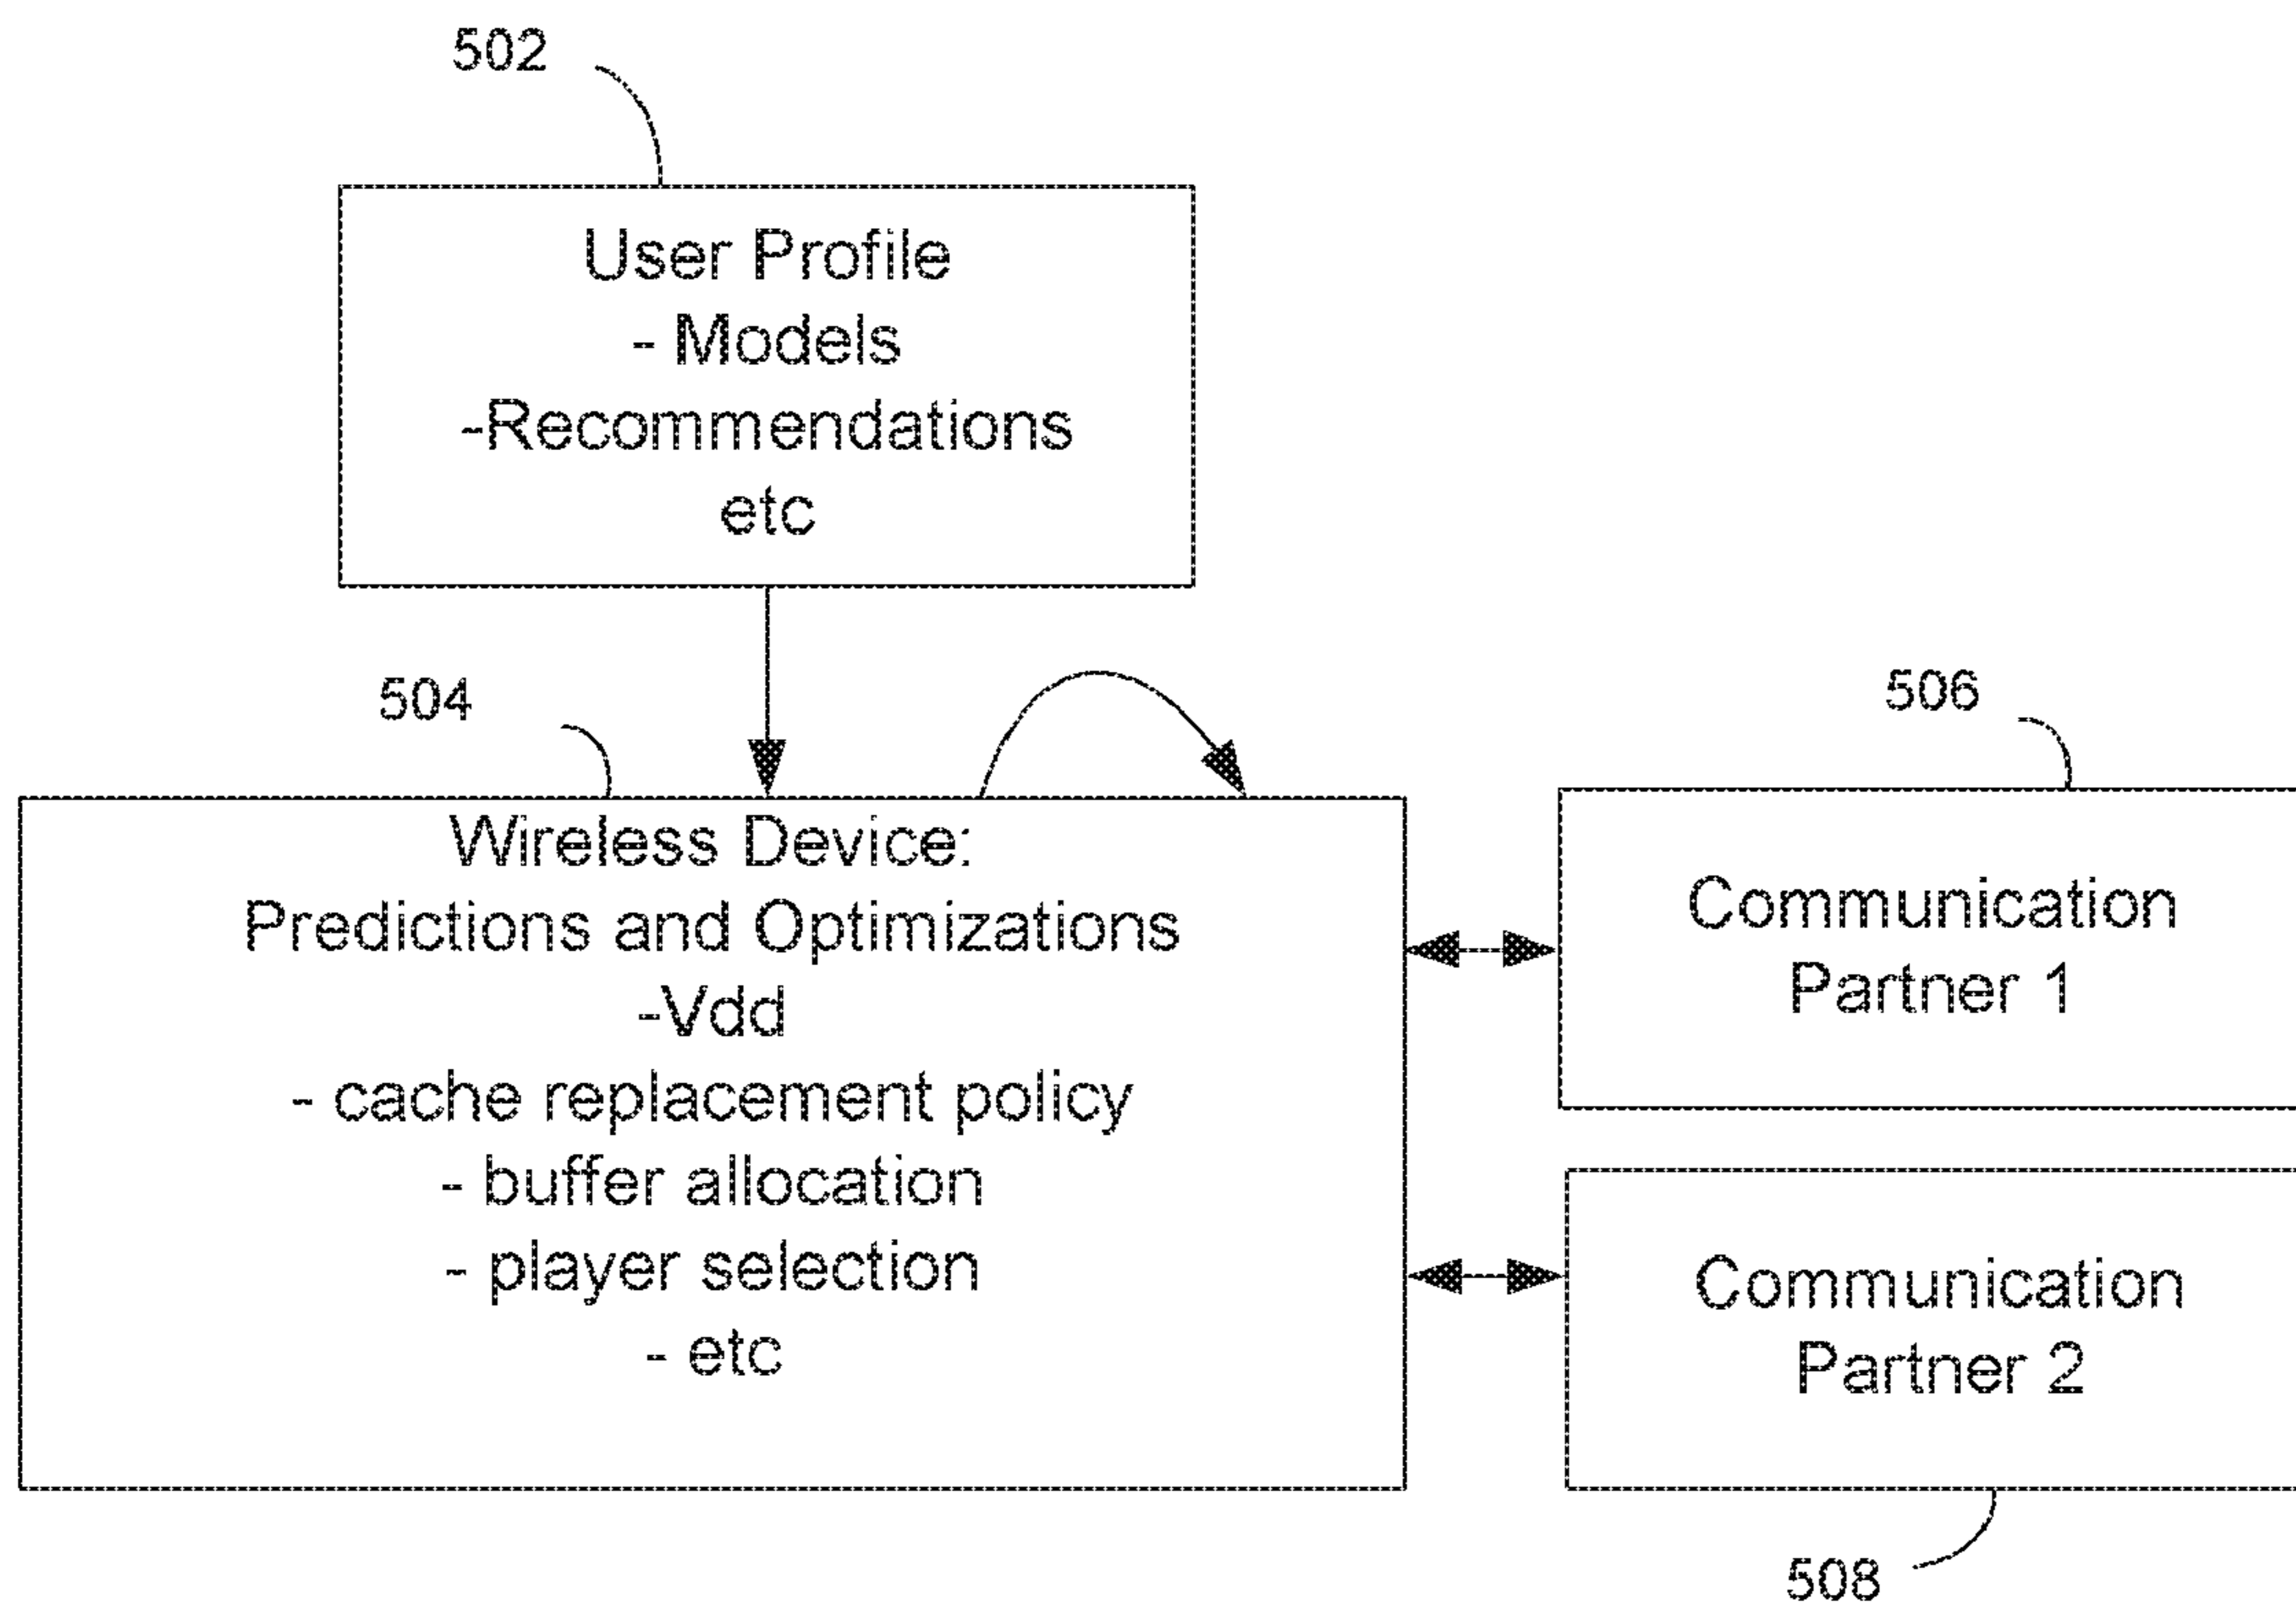 502
User Profile
- Models
-Recommendations
etc
504
Wireless Device:
Predictions and Optimizations
-Vdd
- cache replacement policy
- buffer allocation
- player selection
- etc
506
Communication
Partner 1
Communication
Partner 2
508